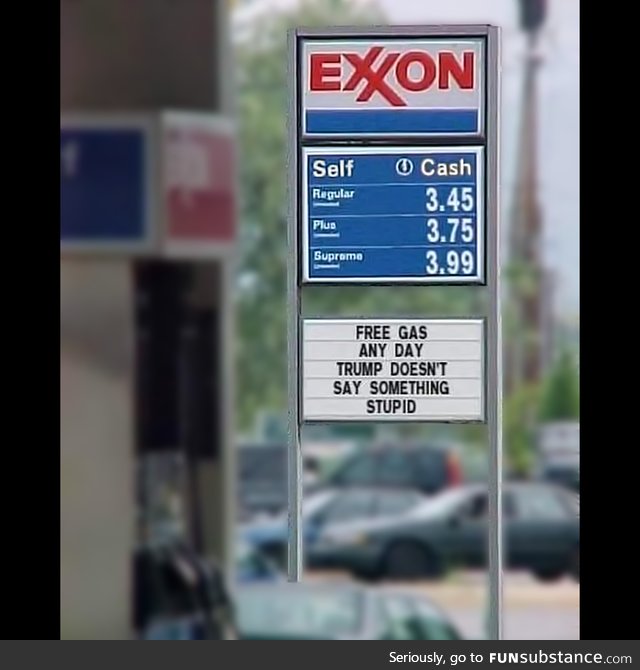 EXXON
Self Cash
Regular 3.45
Plus 3.75
Supreme 3.99
FREE GAS
ANY DAY
TRUMP DOESN'T
SAY SOMETHING
STUPID
Seriously, go to FUNsubstance.com